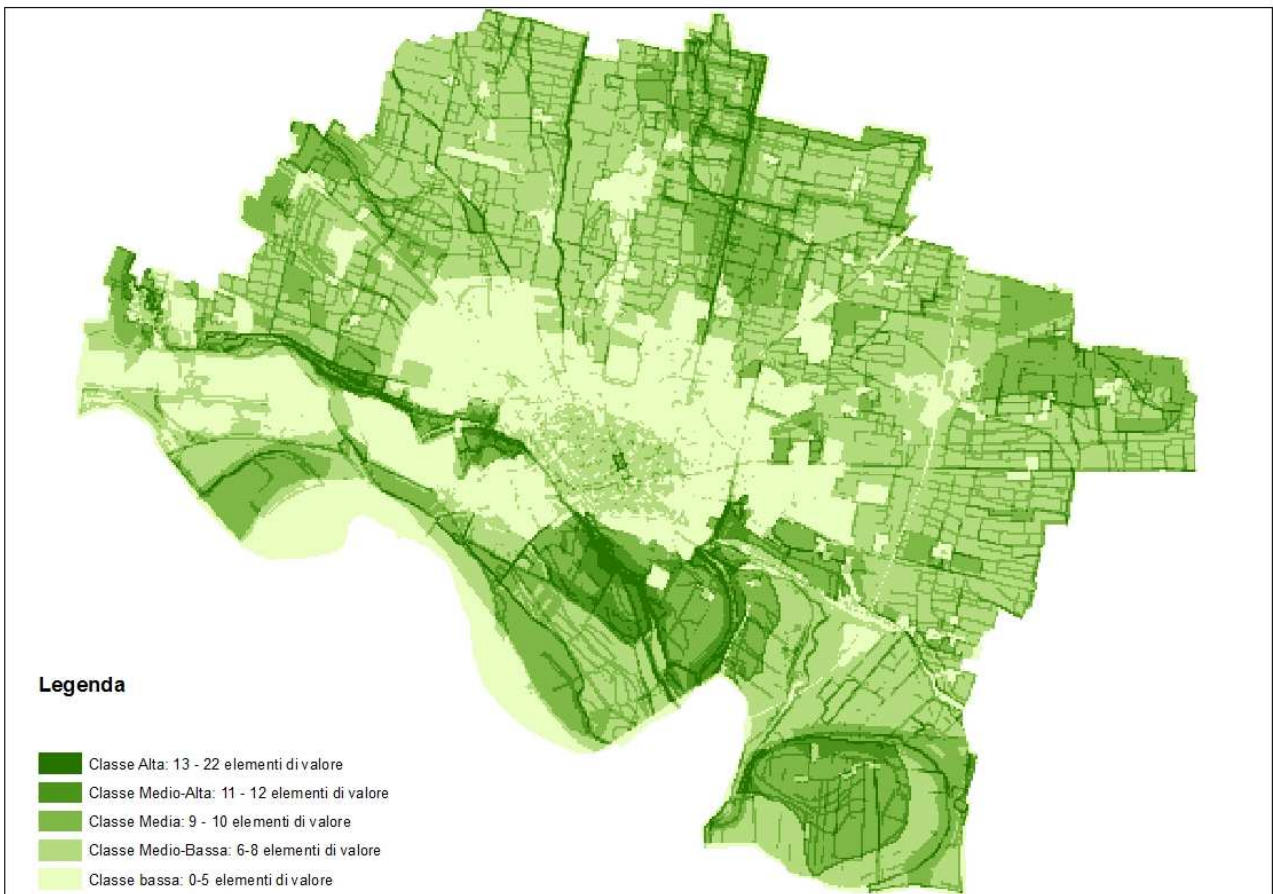 Legenda
Classe Alta: 13 - 22 elementi di valore
Classe Medio-Alta: 11 - 12 elementi di valore
Classe Media: 9 - 10 elementi di valore
Classe Medio-Bassa: 6-8 elementi di valore
Classe bassa: 0-5 elementi di valore